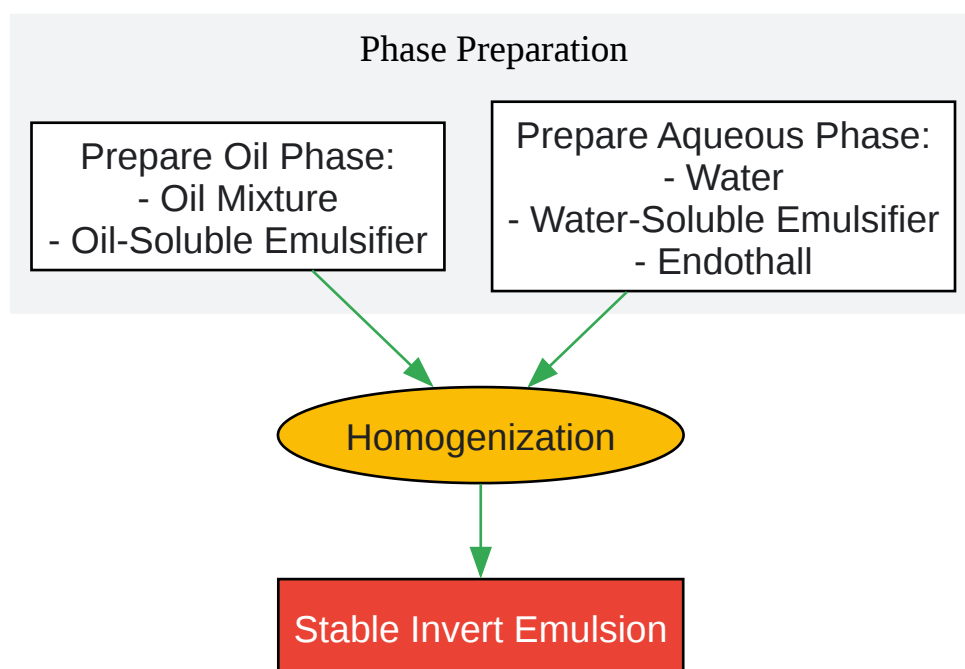 Phase Preparation
Prepare Oil Phase:
- Oil Mixture
- Oil-Soluble Emulsifier
Prepare Aqueous Phase:
- Water
- Water-Soluble Emulsifier
- Endothall
Homogenization
Stable Invert Emulsion